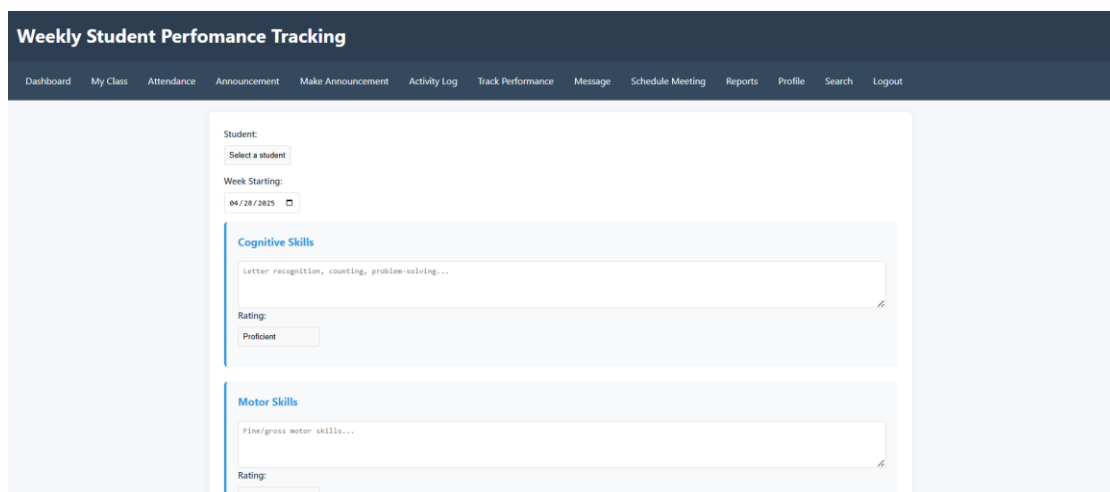 Weekly Student Perfomance Tracking
Dashboard My Class Attendance Announcement Make Announcement Activity Log Track Performance Message Schedule Meeting Reports Profile Search Logout
Student:
Select a student
Week Starting:
04/28/2025
Cognitive Skills
Letter recognition, counting, problem-solving...
Rating:
Proficient
Motor Skills
Fine/gross motor skills...
Rating: